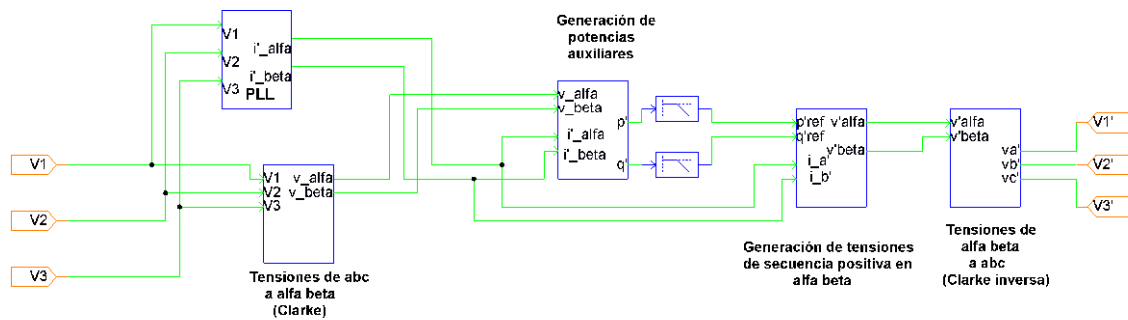 Generación de
potencias
auxiliares
V1
V2
V3
i'_alfa
i'_beta
PLL
V1
V2
V3
V1
V2
V3
v_alfa
v_beta
Tensiones de abc
a alfa beta
(Clarke)
v_alfa
v_beta
i'_alfa
i'_beta
p'
q'
p'ref
q'ref
i_a'
i_b'
v'alfa
v'beta
Generación de tensiones
de secuencia positiva en
alfa beta
v'alfa
v'beta
va'
vb'
vc'
Tensiones de
alfa beta
a abc
(Clarke inversa)
V1'
V2'
V3'